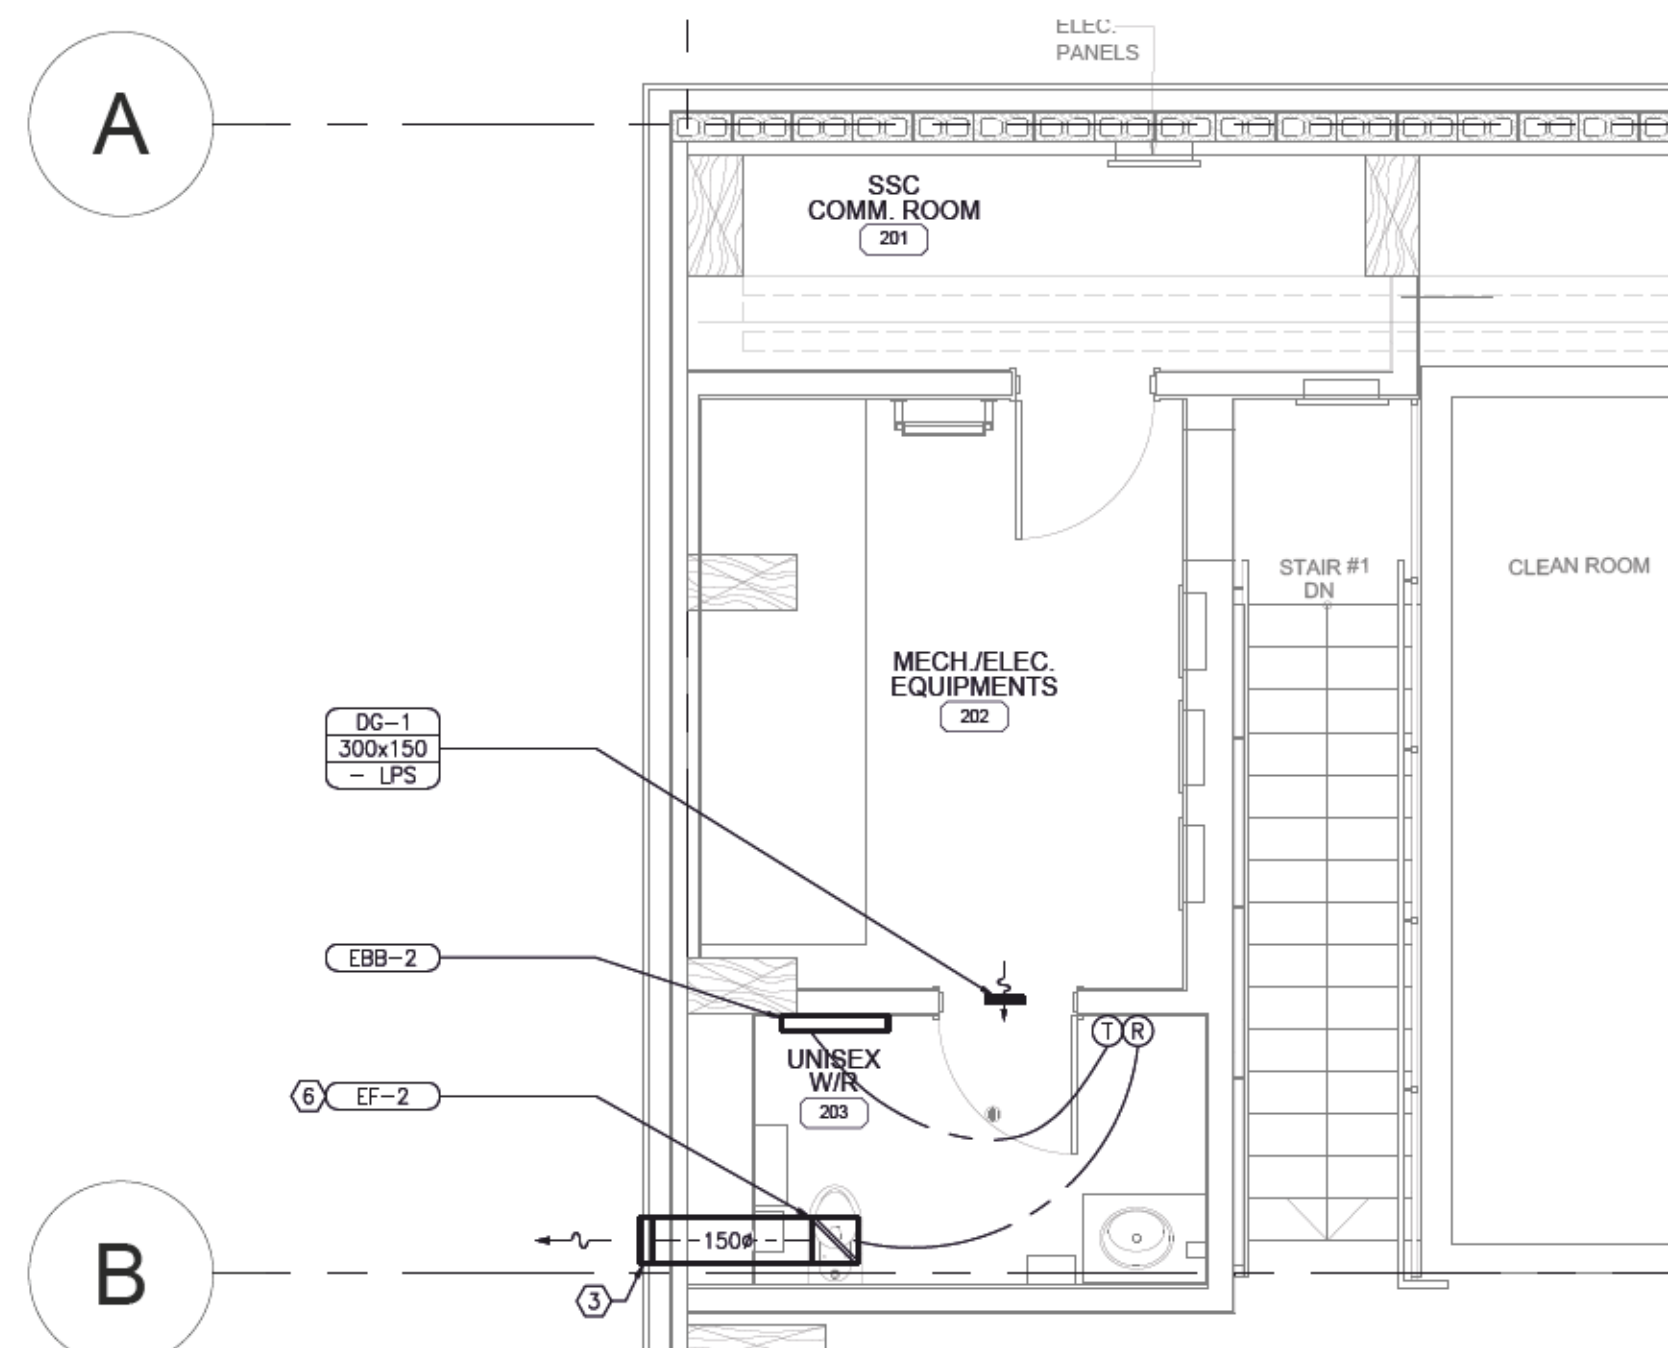 ELEC.
PANELS
A
SSC
COMM. ROOM
201
STAIR #1
DN
CLEAN ROOM
MECH./ELEC.
EQUIPMENTS
202
DG-1
300x150
- LPS
EBB-2
T R
UNISEX
W/R
203
6 EF-2
150ø
3
B